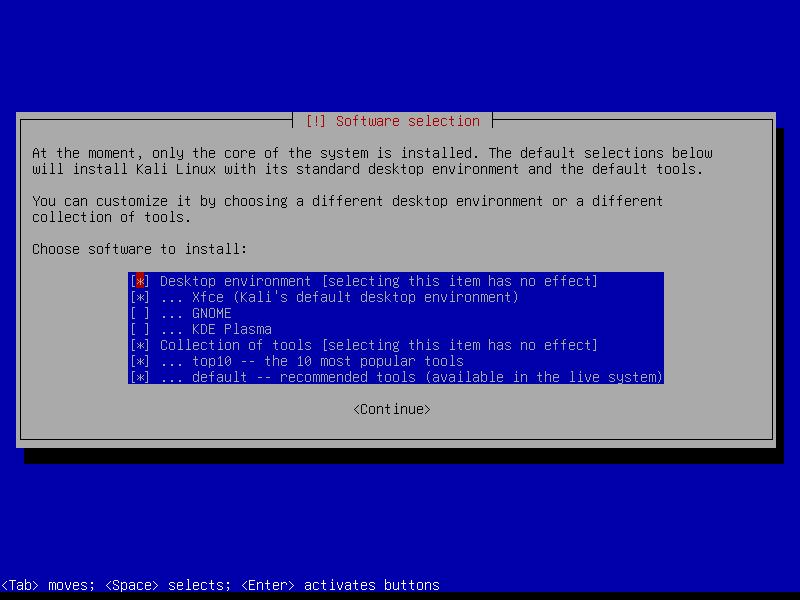 [!] Software selection
At the moment, only the core of the system is installed. The default selections below
will install Kali Linux with its standard desktop environment and the default tools.
You can customize it by choosing a different desktop environment or a different
collection of tools.
Choose software to install:
[*] Desktop environment [selecting this item has no effect]
[*] ... Xfce (Kali's default desktop environment)
[ ] ... GNOME
[ ] ... KDE Plasma
[*] Collection of tools [selecting this item has no effect]
[*] ... top10 -- the 10 most popular tools
[*] ... default -- recommended tools (available in the live system)
<Continue>
<Tab> moves; <Space> selects; <Enter> activates buttons